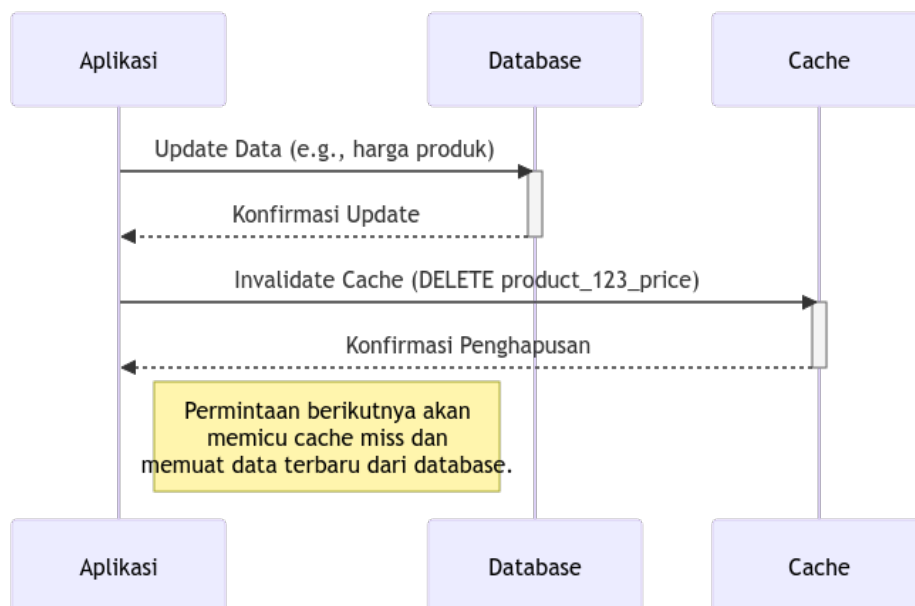 Aplikasi
Database
Cache
Update Data (e.g., harga produk)
Konfirmasi Update
Invalidate Cache (DELETE product_123_price)
Konfirmasi Penghapusan
Permintaan berikutnya akan
memicu cache miss dan
memuat data terbaru dari database.
Aplikasi
Database
Cache